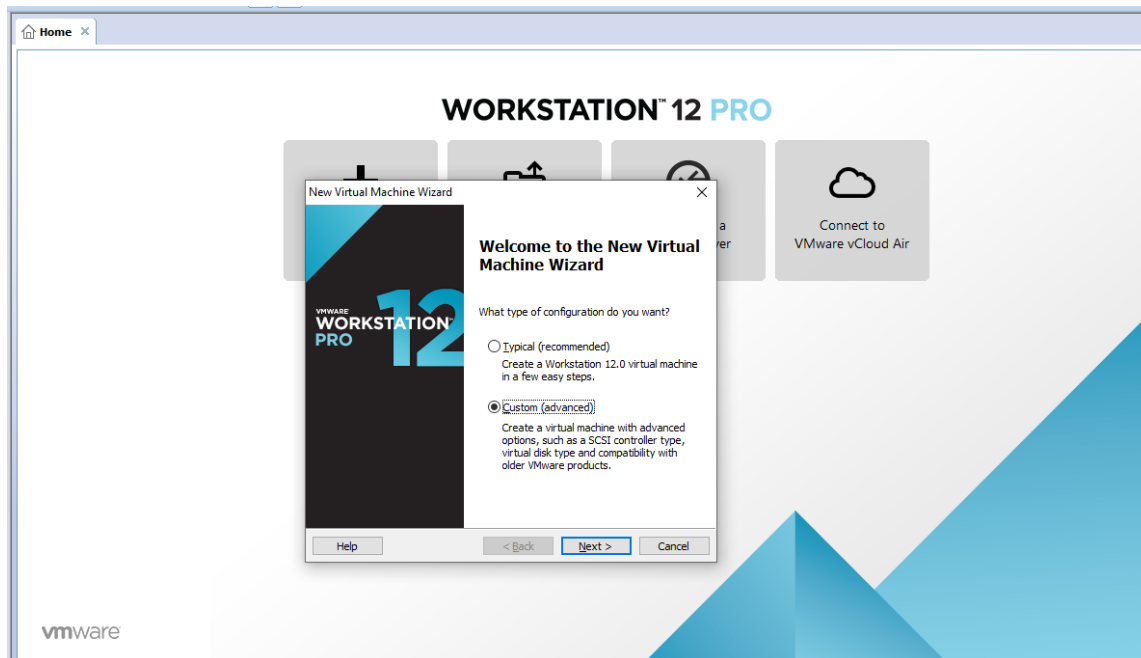 Home
WORKSTATION™ 12 PRO
a
ver
Connect to
VMware vCloud Air
New Virtual Machine Wizard
VMWARE
WORKSTATION™
PRO
12
Welcome to the New Virtual
Machine Wizard
What type of configuration do you want?
Typical (recommended)
Create a Workstation 12.0 virtual machine
in a few easy steps.
Custom (advanced)
Create a virtual machine with advanced
options, such as a SCSI controller type,
virtual disk type and compatibility with
older VMware products.
Help
< Back
Next >
Cancel
vmware